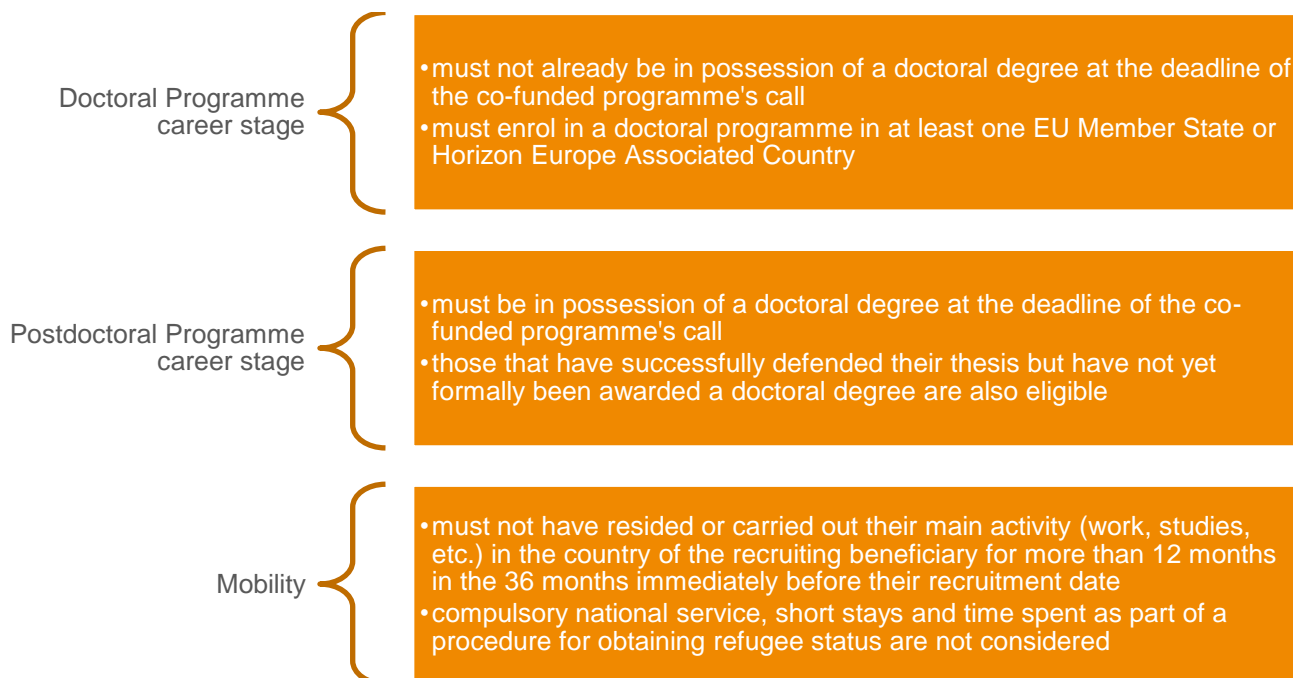 Doctoral Programme
career stage
•must not already be in possession of a doctoral degree at the deadline of
the co-funded programme's call
•must enrol in a doctoral programme in at least one EU Member State or
Horizon Europe Associated Country
Postdoctoral Programme
career stage
•must be in possession of a doctoral degree at the deadline of the co-
funded programme's call
•those that have successfully defended their thesis but have not yet
formally been awarded a doctoral degree are also eligible
Mobility
•must not have resided or carried out their main activity (work, studies,
etc.) in the country of the recruiting beneficiary for more than 12 months
in the 36 months immediately before their recruitment date
•compulsory national service, short stays and time spent as part of a
procedure for obtaining refugee status are not considered